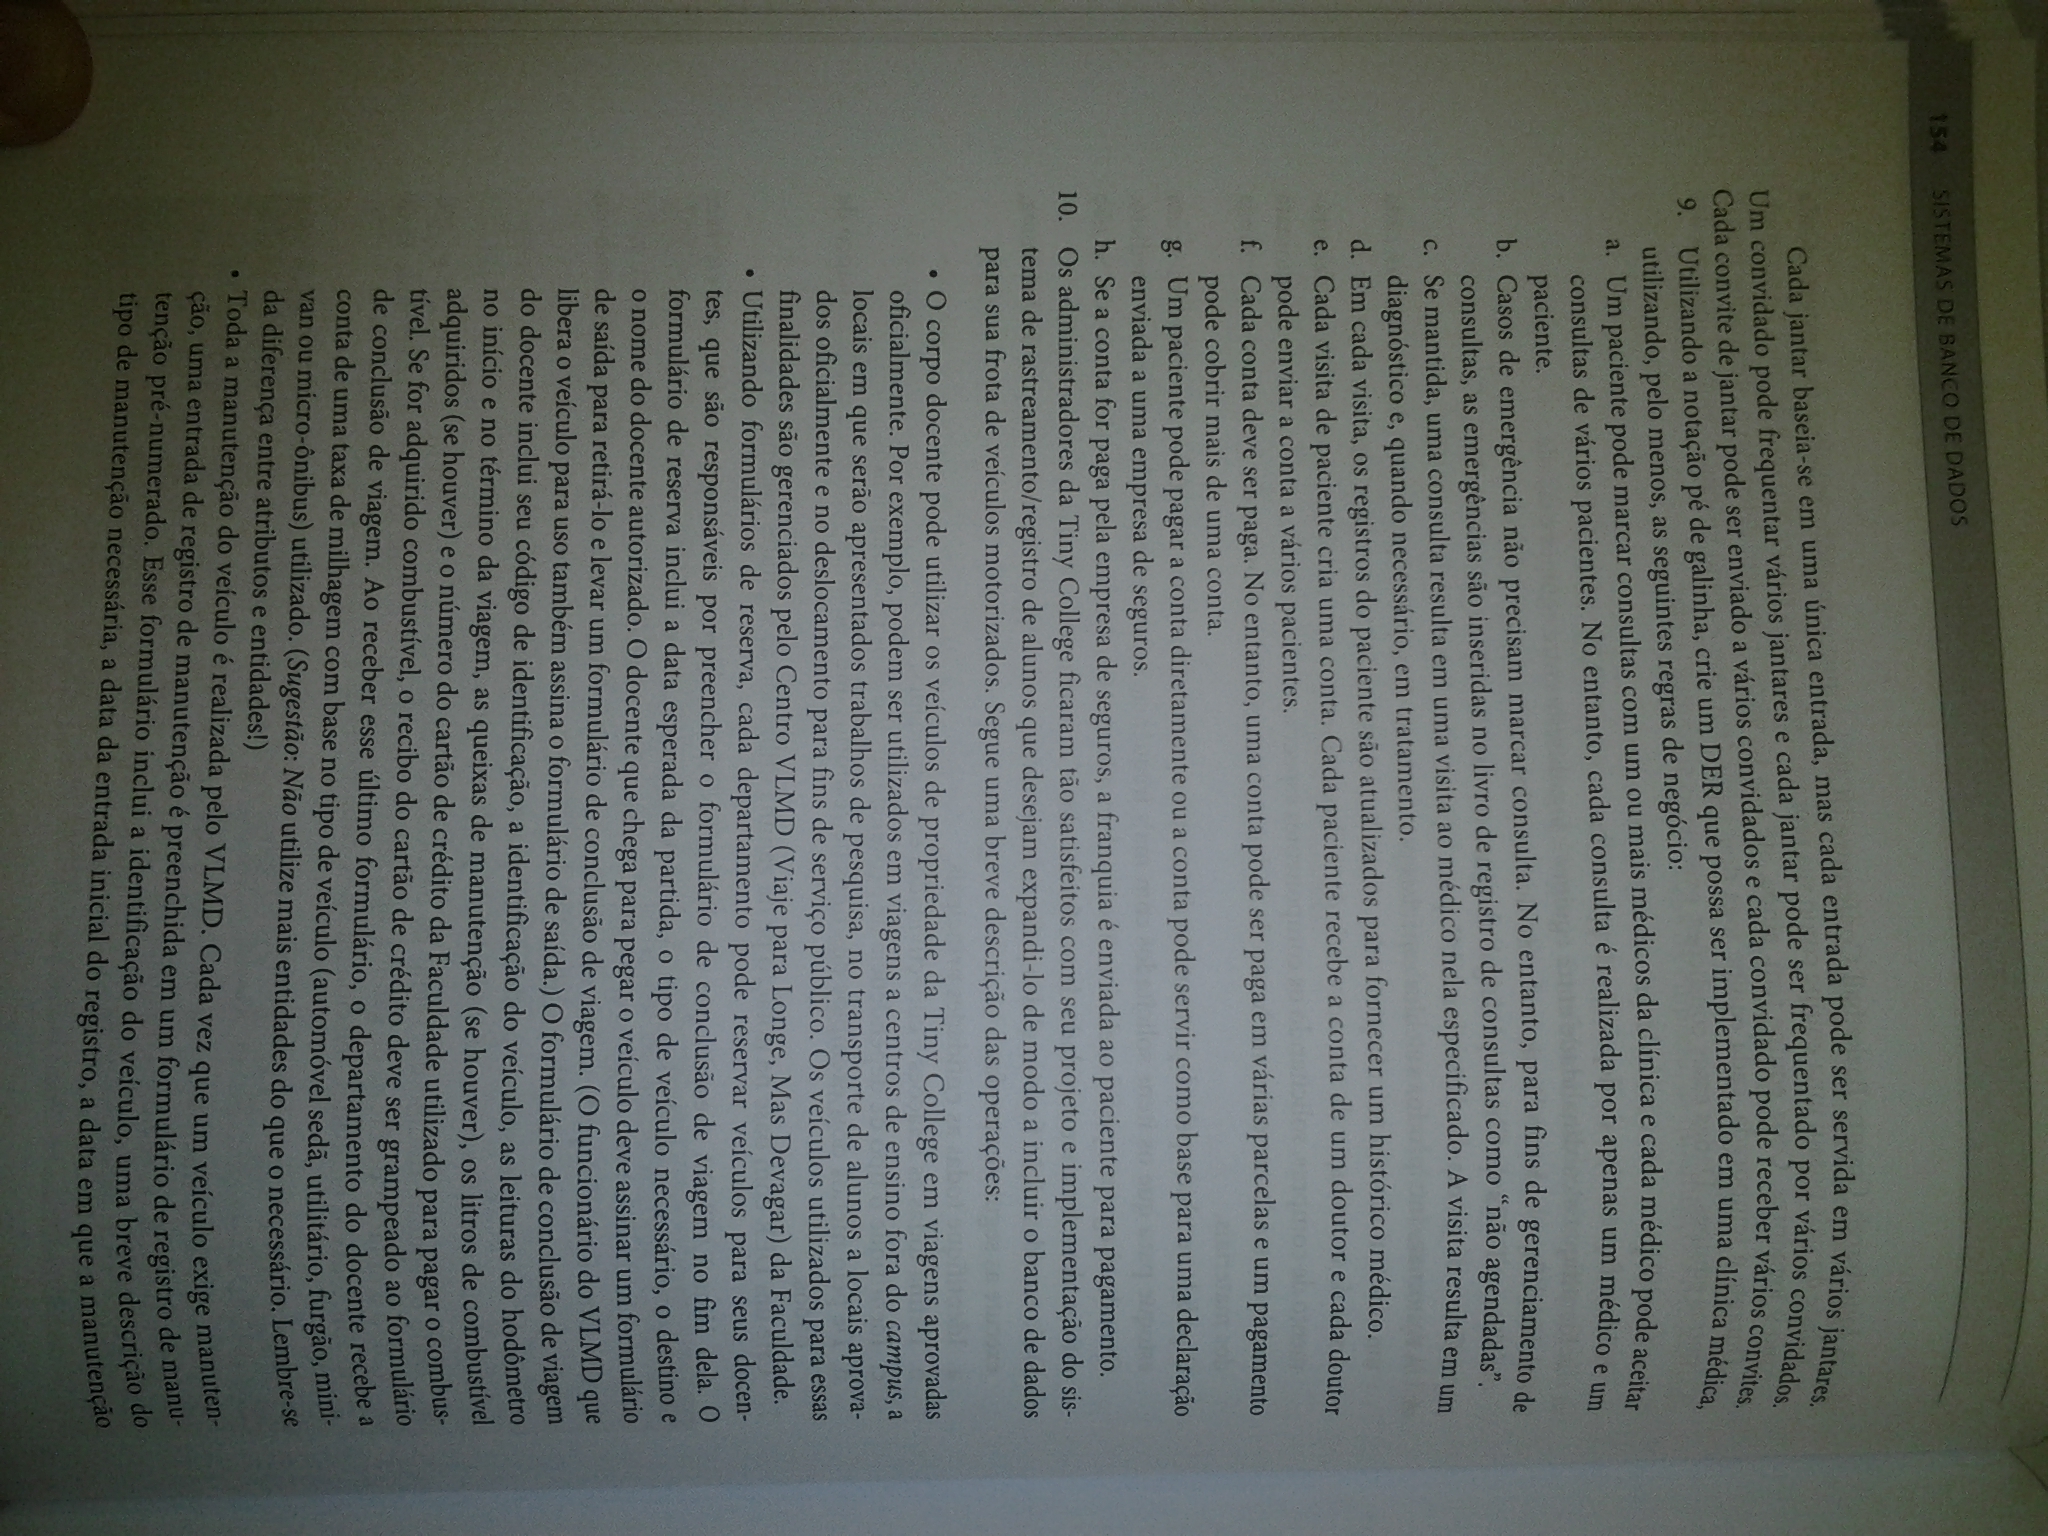 154 SISTEMAS DE BANCO DE DADOS
Cada jantar baseia-se em uma única entrada, mas cada entrada pode ser servida em vários jantares.
Um convidado pode frequentar vários jantares e cada jantar pode ser frequentado por vários convidados.
Cada convite de jantar pode ser enviado a vários convidados e cada convidado pode receber vários convites.
9. Utilizando a notação pé de galinha, crie um DER que possa ser implementado em uma clínica médica,
utilizando, pelo menos, as seguintes regras de negócio:
a. Um paciente pode marcar consultas com um ou mais médicos da clínica e cada médico pode aceitar
consultas de vários pacientes. No entanto, cada consulta é realizada por apenas um médico e um
paciente.
b. Casos de emergência não precisam marcar consulta. No entanto, para fins de gerenciamento de
consultas, as emergências são inseridas no livro de registro de consultas como “não agendadas”.
c. Se mantida, uma consulta resulta em uma visita ao médico nela especificado. A visita resulta em um
diagnóstico e, quando necessário, em tratamento.
d. Em cada visita, os registros do paciente são atualizados para fornecer um histórico médico.
e. Cada visita de paciente cria uma conta. Cada paciente recebe a conta de um doutor e cada doutor
pode enviar a conta a vários pacientes.
f. Cada conta deve ser paga. No entanto, uma conta pode ser paga em várias parcelas e um pagamento
pode cobrir mais de uma conta.
g. Um paciente pode pagar a conta diretamente ou a conta pode servir como base para uma declaração
enviada a uma empresa de seguros.
h. Se a conta for paga pela empresa de seguros, a franquia é enviada ao paciente para pagamento.
10. Os administradores da Tiny College ficaram tão satisfeitos com seu projeto e implementação do sis-
tema de rastreamento/registro de alunos que desejam expandi-lo de modo a incluir o banco de dados
para sua frota de veículos motorizados. Segue uma breve descrição das operações:
• O corpo docente pode utilizar os veículos de propriedade da Tiny College em viagens aprovadas
oficialmente. Por exemplo, podem ser utilizados em viagens a centros de ensino fora do campus, a
locais em que serão apresentados trabalhos de pesquisa, no transporte de alunos a locais aprova-
dos oficialmente e no deslocamento para fins de serviço público. Os veículos utilizados para essas
finalidades são gerenciados pelo Centro VLMD (Viaje para Longe, Mas Devagar) da Faculdade.
• Utilizando formulários de reserva, cada departamento pode reservar veículos para seus docen-
tes, que são responsáveis por preencher o formulário de conclusão de viagem no fim dela. O
formulário de reserva inclui a data esperada da partida, o tipo de veículo necessário, o destino e
o nome do docente autorizado. O docente que chega para pegar o veículo deve assinar um formulário
de saída para retirá-lo e levar um formulário de conclusão de viagem. (O funcionário do VLMD que
libera o veículo para uso também assina o formulário de saída.) O formulário de conclusão de viagem
do docente inclui seu código de identificação, a identificação do veículo, as leituras do hodômetro
no início e no término da viagem, as queixas de manutenção (se houver), os litros de combustível
adquiridos (se houver) e o número do cartão de crédito da Faculdade utilizado para pagar o combus-
tível. Se for adquirido combustível, o recibo do cartão de crédito deve ser grampeado ao formulário
de conclusão de viagem. Ao receber esse último formulário, o departamento do docente recebe a
conta de uma taxa de milhagem com base no tipo de veículo (automóvel sedã, utilitário, furgão, mini-
van ou micro-ônibus) utilizado. (Sugestão: Não utilize mais entidades do que o necessário. Lembre-se
da diferença entre atributos e entidades!)
• Toda a manutenção do veículo é realizada pelo VLMD. Cada vez que um veículo exige manuten-
ção, uma entrada de registro de manutenção é preenchida em um formulário de registro de manu-
tenção pré-numerado. Esse formulário inclui a identificação do veículo, uma breve descrição do
tipo de manutenção necessária, a data da entrada inicial do registro, a data em que a manutenção